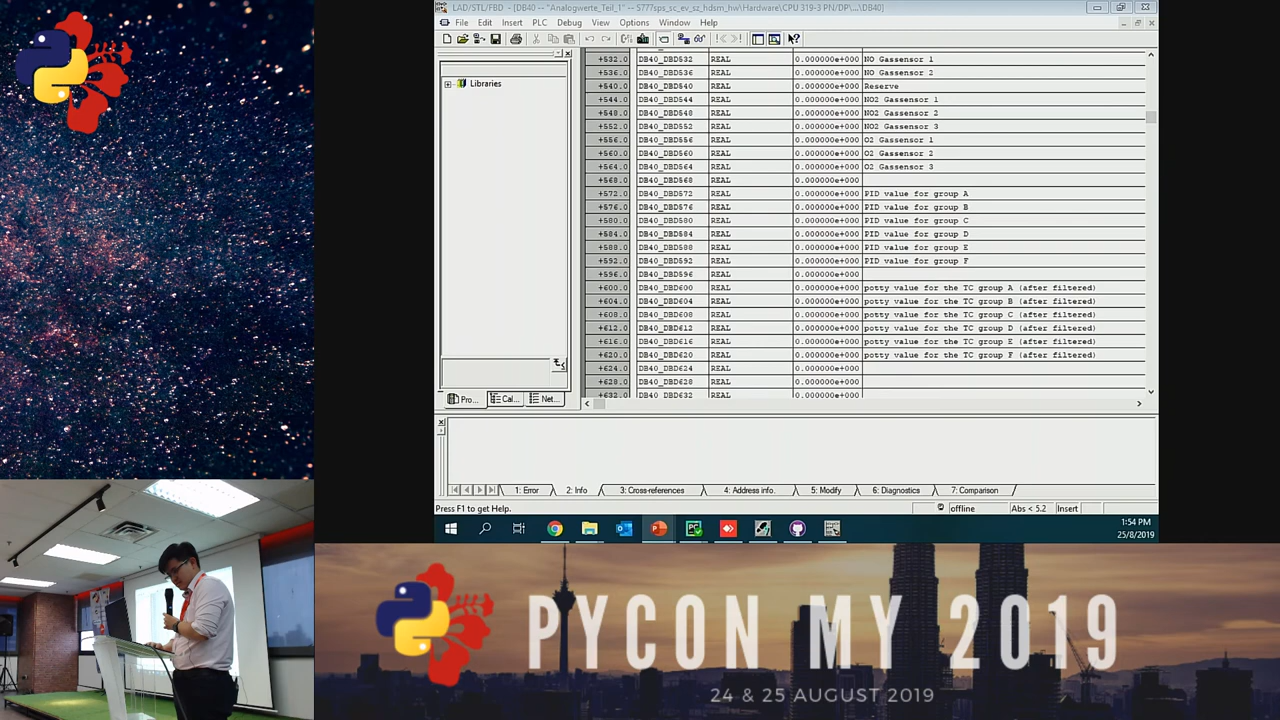 LAD/STL/FBD - [DB40 -- "Analogwerte_Teil_1" -- S777sps_sc_ev_sz_hdsm_hw\Hardware\CPU 319-3 PN/DP\...\DB40]
File Edit Insert PLC Debug View Options Window Help
Libraries
+532.0 DB40_DBD532 REAL 0.000000e+000 NO Gassensor 1
+536.0 DB40_DBD536 REAL 0.000000e+000 NO Gassensor 2
+540.0 DB40_DBD540 REAL 0.000000e+000 Reserve
+544.0 DB40_DBD544 REAL 0.000000e+000 NO2 Gassensor 1
+548.0 DB40_DBD548 REAL 0.000000e+000 NO2 Gassensor 2
+552.0 DB40_DBD552 REAL 0.000000e+000 NO2 Gassensor 3
+556.0 DB40_DBD556 REAL 0.000000e+000 O2 Gassensor 1
+560.0 DB40_DBD560 REAL 0.000000e+000 O2 Gassensor 2
+564.0 DB40_DBD564 REAL 0.000000e+000 O2 Gassensor 3
+568.0 DB40_DBD568 REAL 0.000000e+000
+572.0 DB40_DBD572 REAL 0.000000e+000 PID value for group A
+576.0 DB40_DBD576 REAL 0.000000e+000 PID value for group B
+580.0 DB40_DBD580 REAL 0.000000e+000 PID value for group C
+584.0 DB40_DBD584 REAL 0.000000e+000 PID value for group D
+588.0 DB40_DBD588 REAL 0.000000e+000 PID value for group E
+592.0 DB40_DBD592 REAL 0.000000e+000 PID value for group F
+596.0 DB40_DBD596 REAL 0.000000e+000
+600.0 DB40_DBD600 REAL 0.000000e+000 potty value for the TC group A (after filtered)
+604.0 DB40_DBD604 REAL 0.000000e+000 potty value for the TC group B (after filtered)
+608.0 DB40_DBD608 REAL 0.000000e+000 potty value for the TC group C (after filtered)
+612.0 DB40_DBD612 REAL 0.000000e+000 potty value for the TC group D (after filtered)
+616.0 DB40_DBD616 REAL 0.000000e+000 potty value for the TC group E (after filtered)
+620.0 DB40_DBD620 REAL 0.000000e+000 potty value for the TC group F (after filtered)
+624.0 DB40_DBD624 REAL 0.000000e+000
+628.0 DB40_DBD628 REAL 0.000000e+000
+632.0 DB40_DBD632 REAL 0.000000e+000
Pro... Cal... Net...
1: Error 2: Info 3: Cross-references 4: Address info. 5: Modify 6: Diagnostics 7: Comparison
Press F1 to get Help. offline Abs < 5.2 Insert
1:54 PM
25/8/2019
PYCON MY 2019
24 & 25 AUGUST 2019